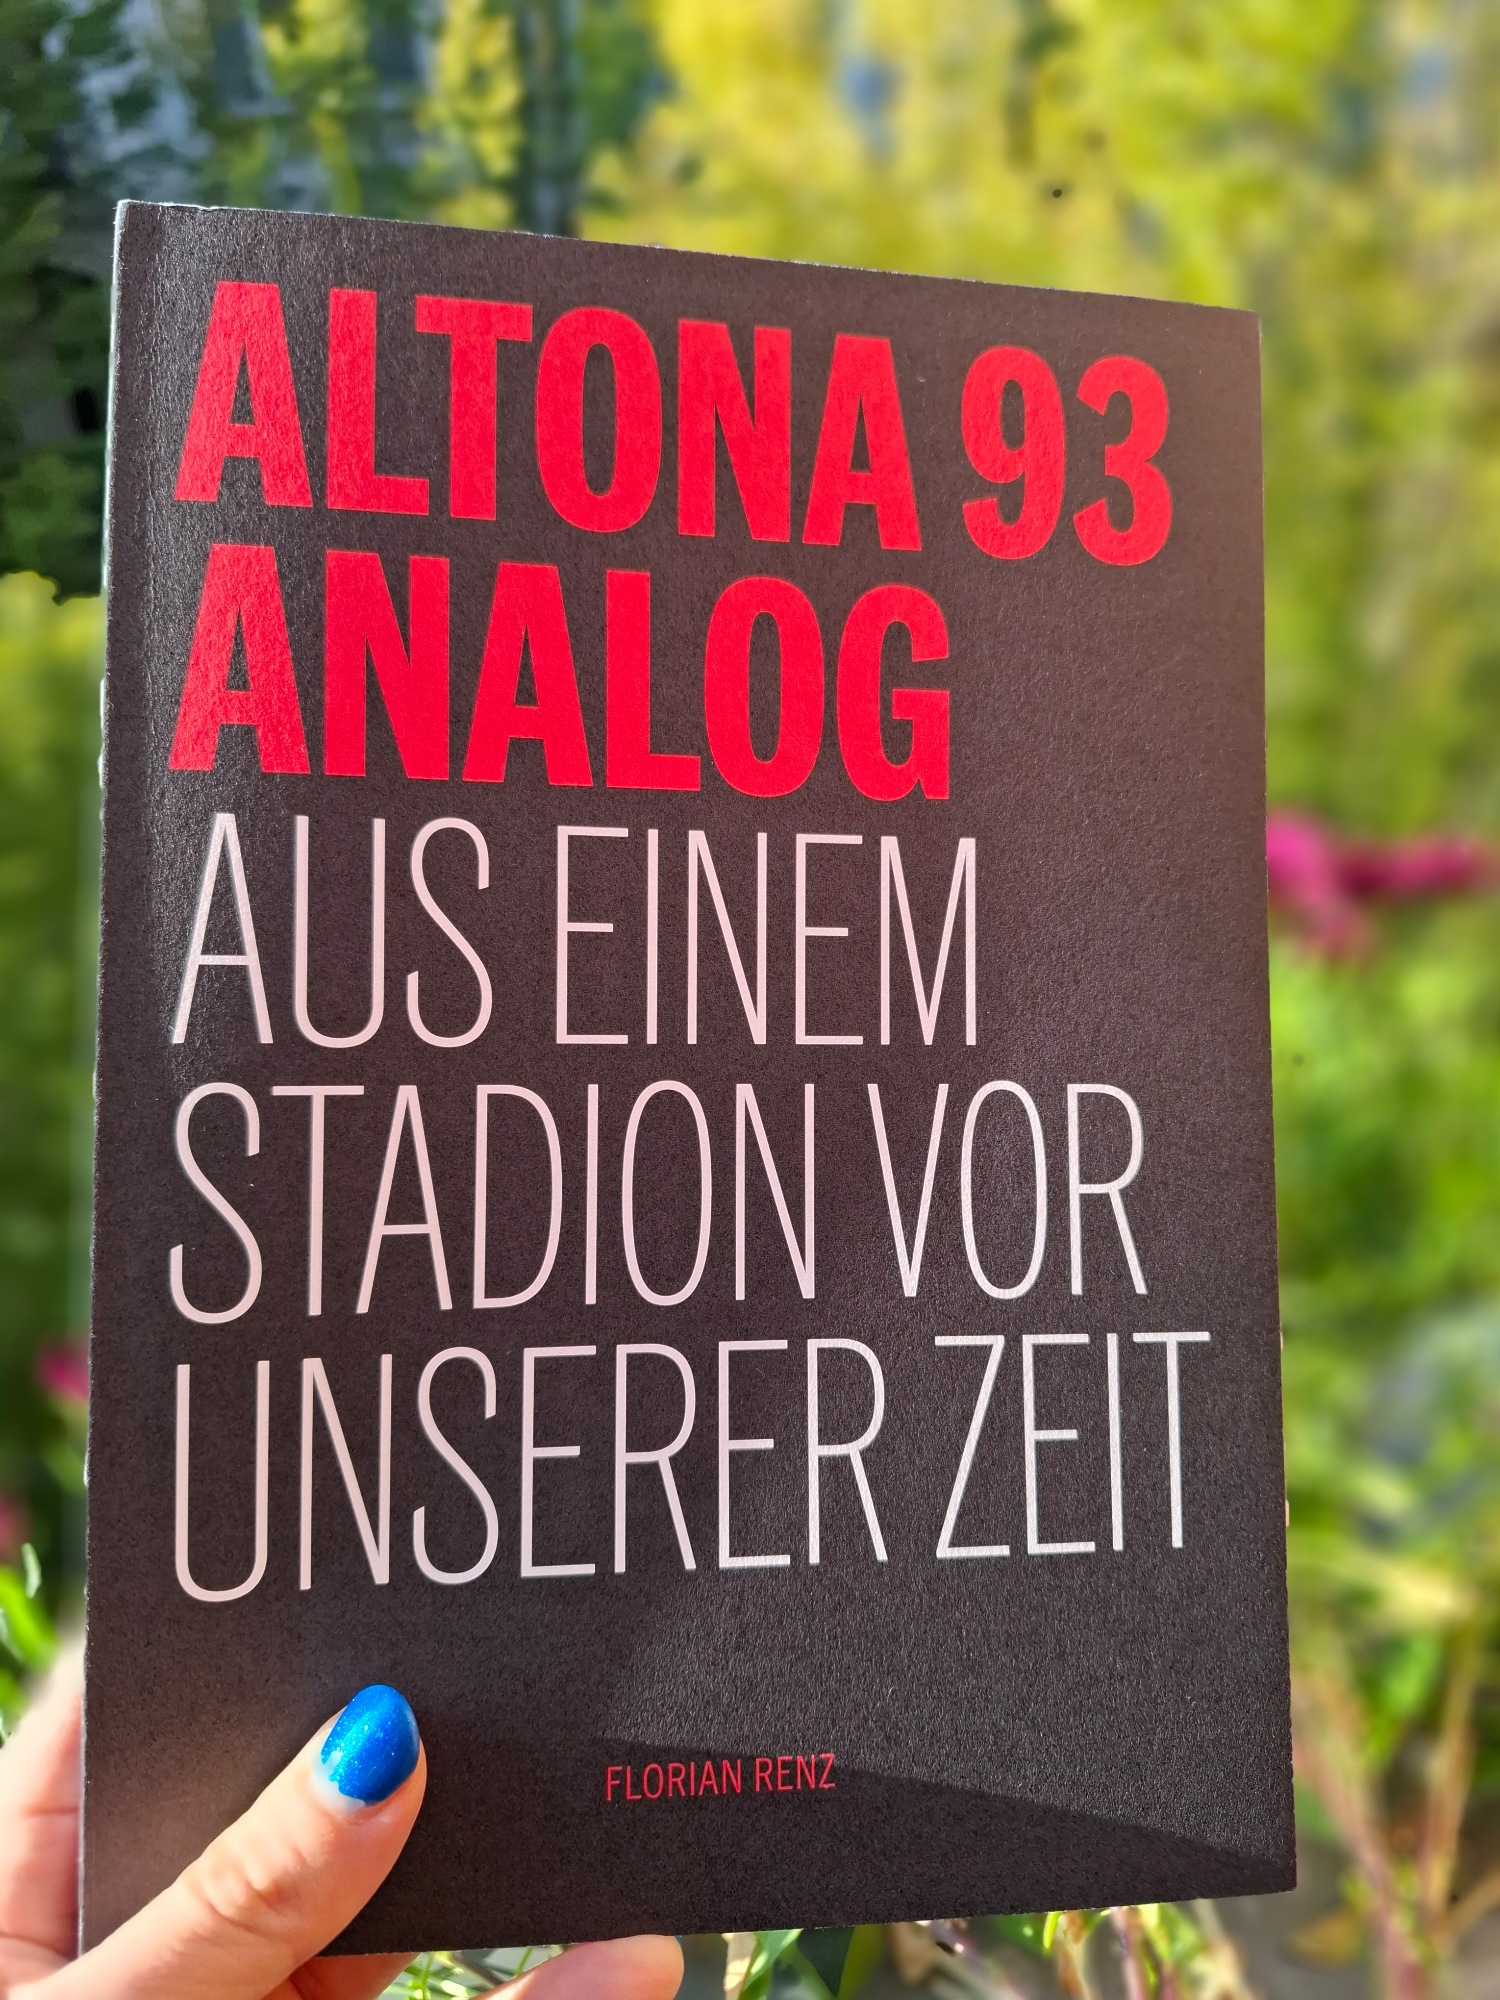 ALTONA 93
ANALOG
AUS EINEM
STADION VOR
UNSERER ZEIT
FLORIAN RENZ